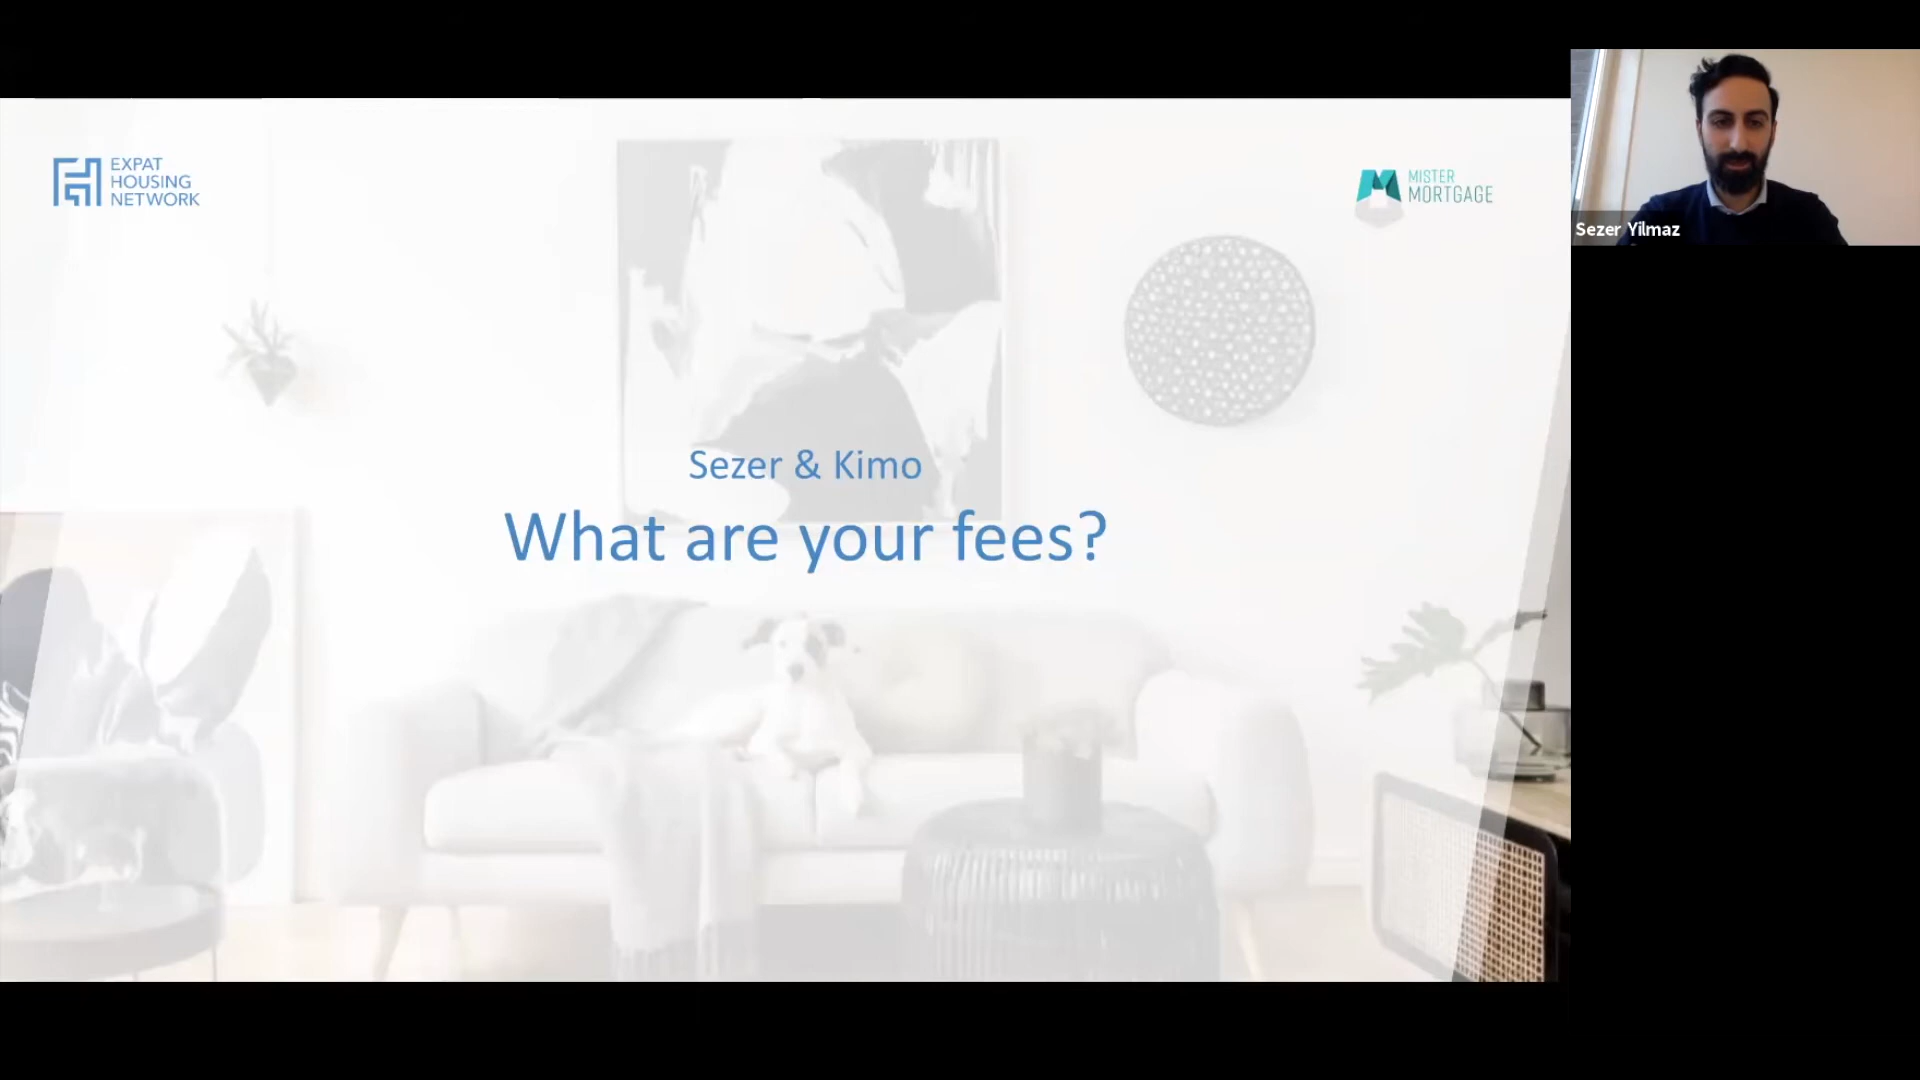 EXPAT
HOUSING
NETWORK
MISTER
MORTGAGE
Sezer Yilmaz
Sezer & Kimo
What are your fees?